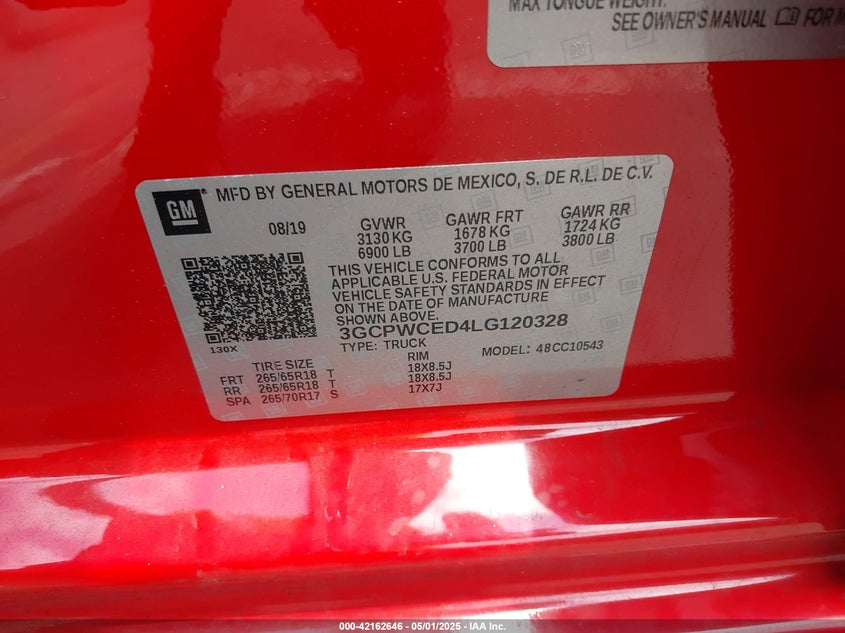 MAX TONGUE WEIGHT:
SEE OWNER'S MANUAL FOR
GM
MFD BY GENERAL MOTORS DE MEXICO, S. DE R.L. DE C.V.
08/19 GVWR GAWR FRT GAWR RR
3130 KG 1678 KG 1724 KG
6900 LB 3700 LB 3800 LB
THIS VEHICLE CONFORMS TO ALL
APPLICABLE U.S. FEDERAL MOTOR
VEHICLE SAFETY STANDARDS IN EFFECT
ON THE DATE OF MANUFACTURE
SHOWN ABOVE.
3GCPWCED4LG120328
130X TYPE: TRUCK MODEL: 48CC10543
TIRE SIZE RIM
FRT 265/65R18 T 18X8.5J
RR 265/65R18 T 18X8.5J
SPA 265/70R17 S 17X7J
000-42162646 - 05/01/2025 - IAA Inc.